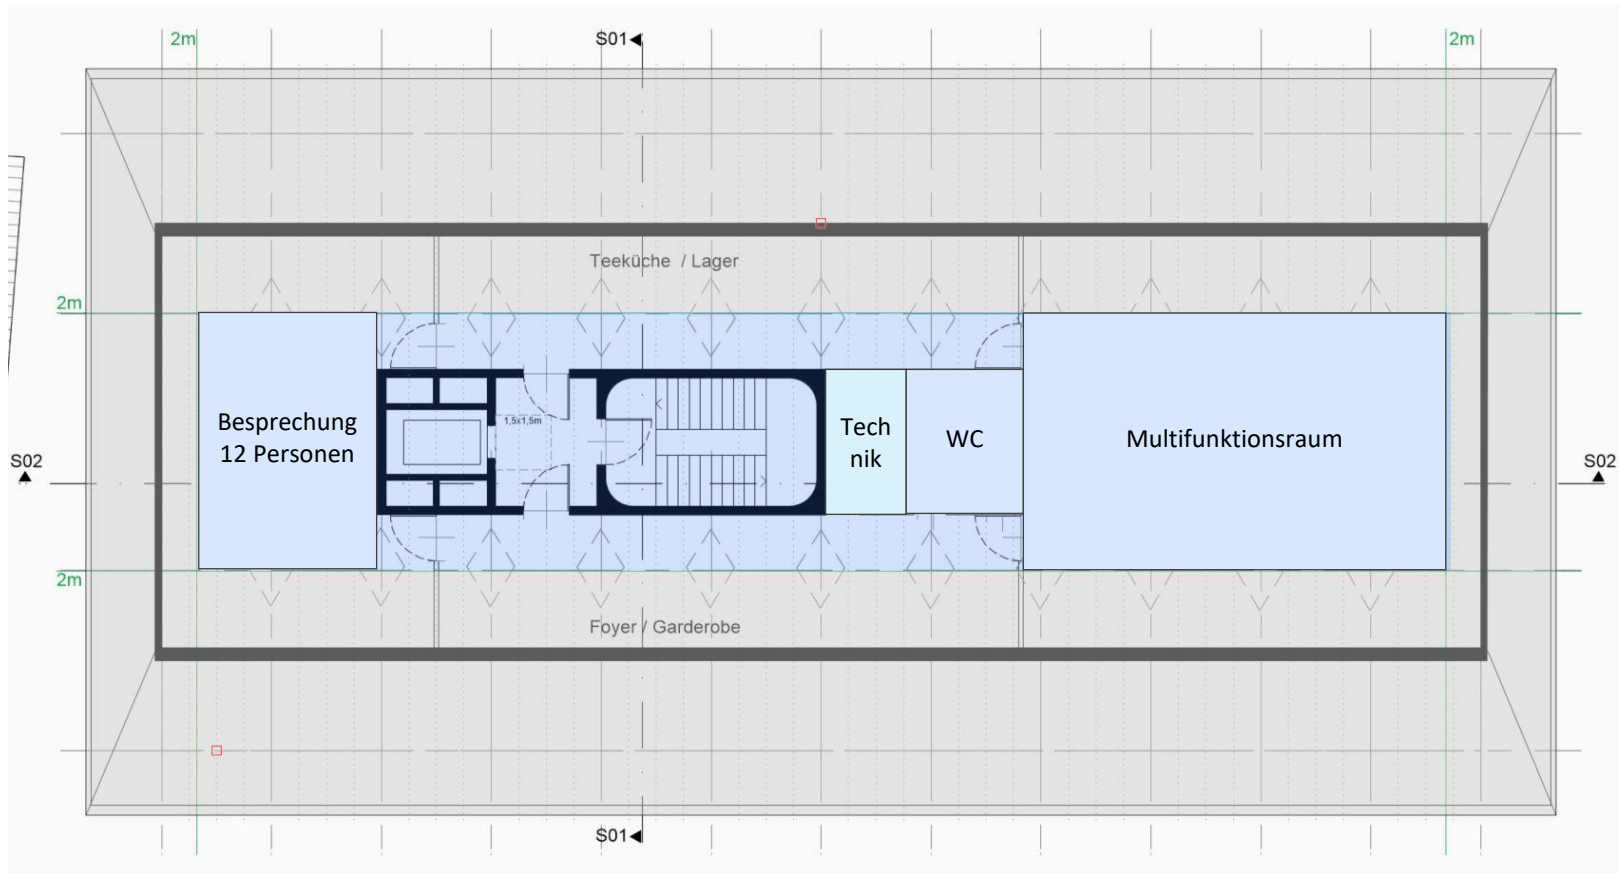 2m
S01
2m
Teeküche / Lager
2m
Besprechung
12 Personen
1,5x1,5m
Tech
nik
WC
Multifunktionsraum
S02
S02
2m
Foyer / Garderobe
S01